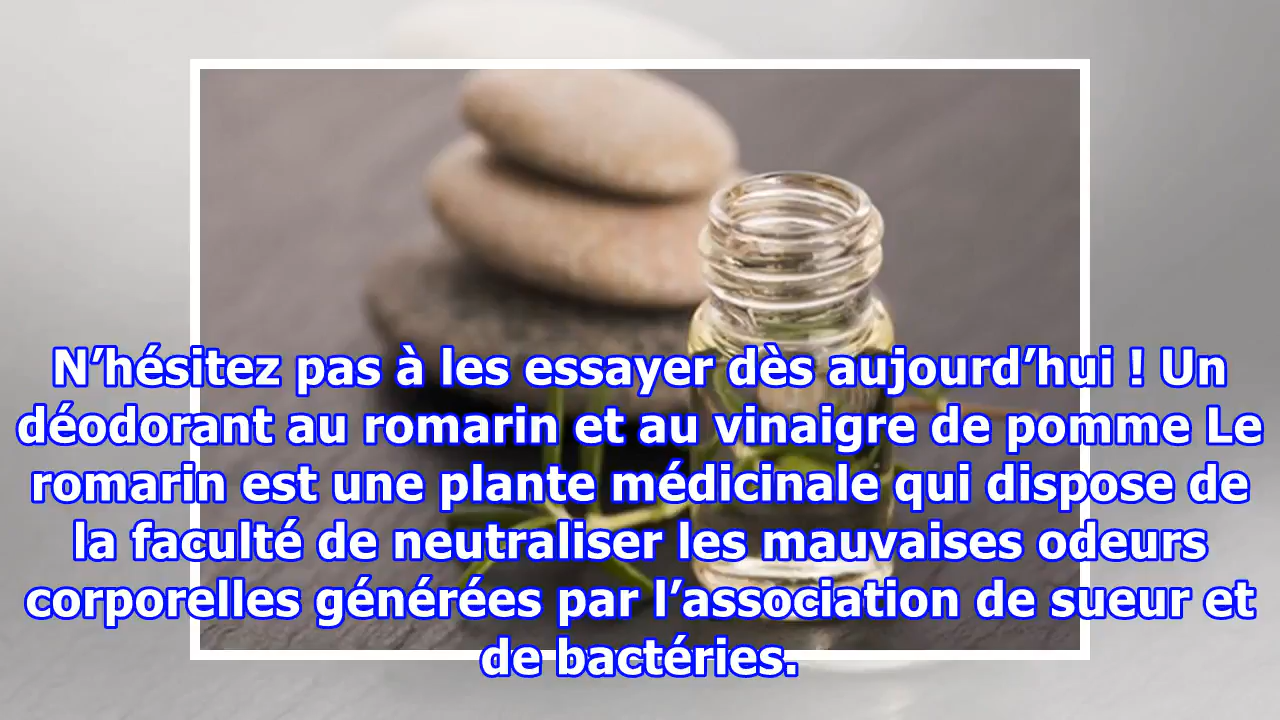 N’hésitez pas à les essayer dès aujourd’hui ! Un
déodorant au romarin et au vinaigre de pomme Le
romarin est une plante médicinale qui dispose de
la faculté de neutraliser les mauvaises odeurs
corporelles générées par l’association de sueur et
de bactéries.